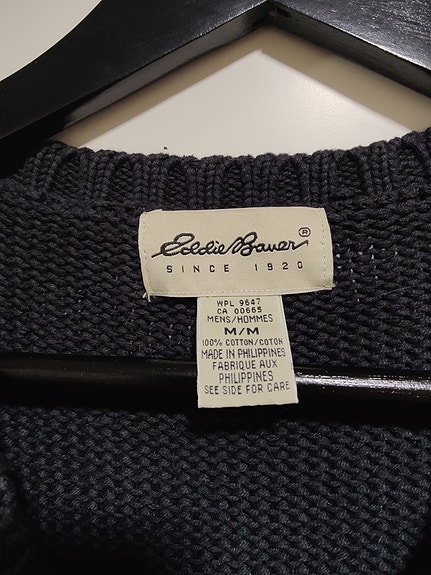 Eddie Bauer ®
SINCE 1920
WPL 9647
CA 00665
MENS/HOMMES
M/M
100% COTTON/COTON
MADE IN PHILIPPINES
FABRIQUE AUX
PHILIPPINES
SEE SIDE FOR CARE